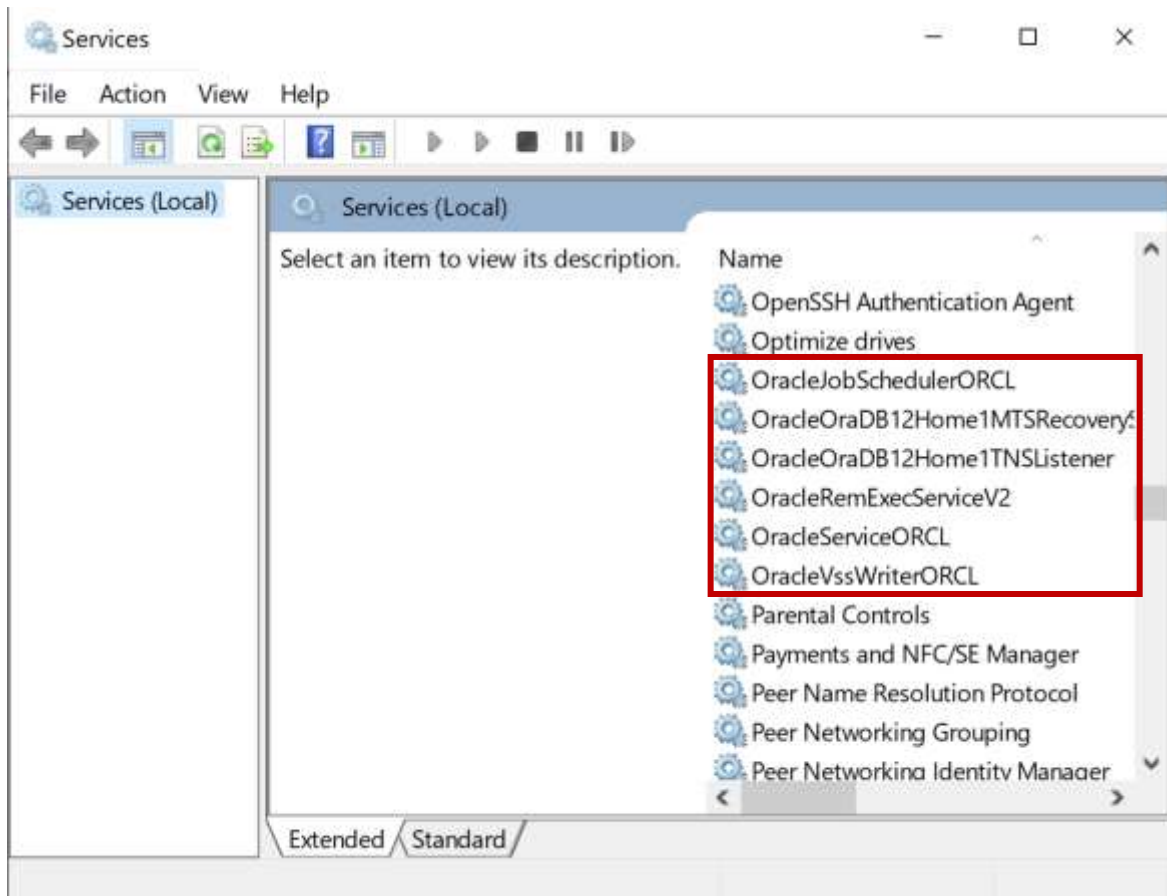 Services
File Action View Help
Services (Local)
Services (Local)
Select an item to view its description.
Name
OpenSSH Authentication Agent
Optimize drives
OracleJobSchedulerORCL
OracleOraDB12Home1MTSRecoveryS
OracleOraDB12Home1TNSListener
OracleRemExecServiceV2
OracleServiceORCL
OracleVssWriterORCL
Parental Controls
Payments and NFC/SE Manager
Peer Name Resolution Protocol
Peer Networking Grouping
Peer Networking Identity Manager
Extended Standard